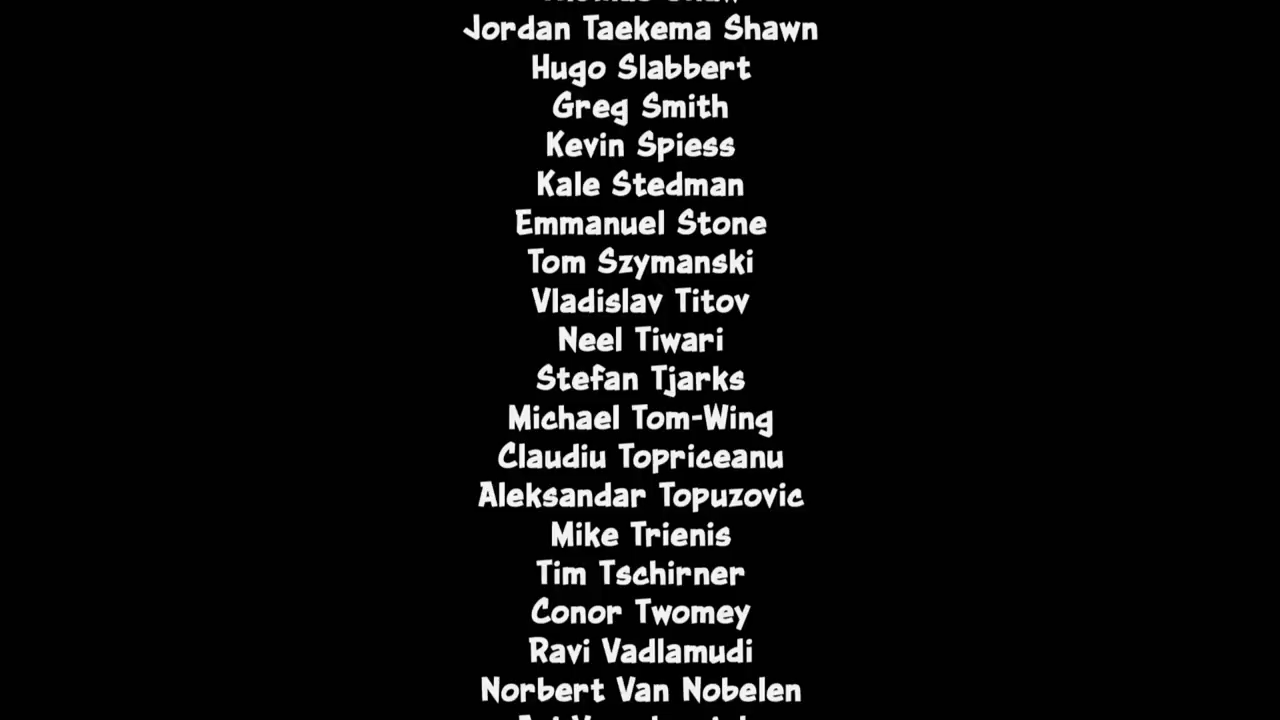 Jordan Taekema Shawn
Hugo Slabbert
Greg Smith
Kevin Spiess
Kale Stedman
Emmanuel Stone
Tom Szymanski
Vladislav Titov
Neel Tiwari
Stefan Tjarks
Michael Tom-Wing
Claudiu Topriceanu
Aleksandar Topuzovic
Mike Trienis
Tim Tschirner
Conor Twomey
Ravi Vadlamudi
Norbert Van Nobelen